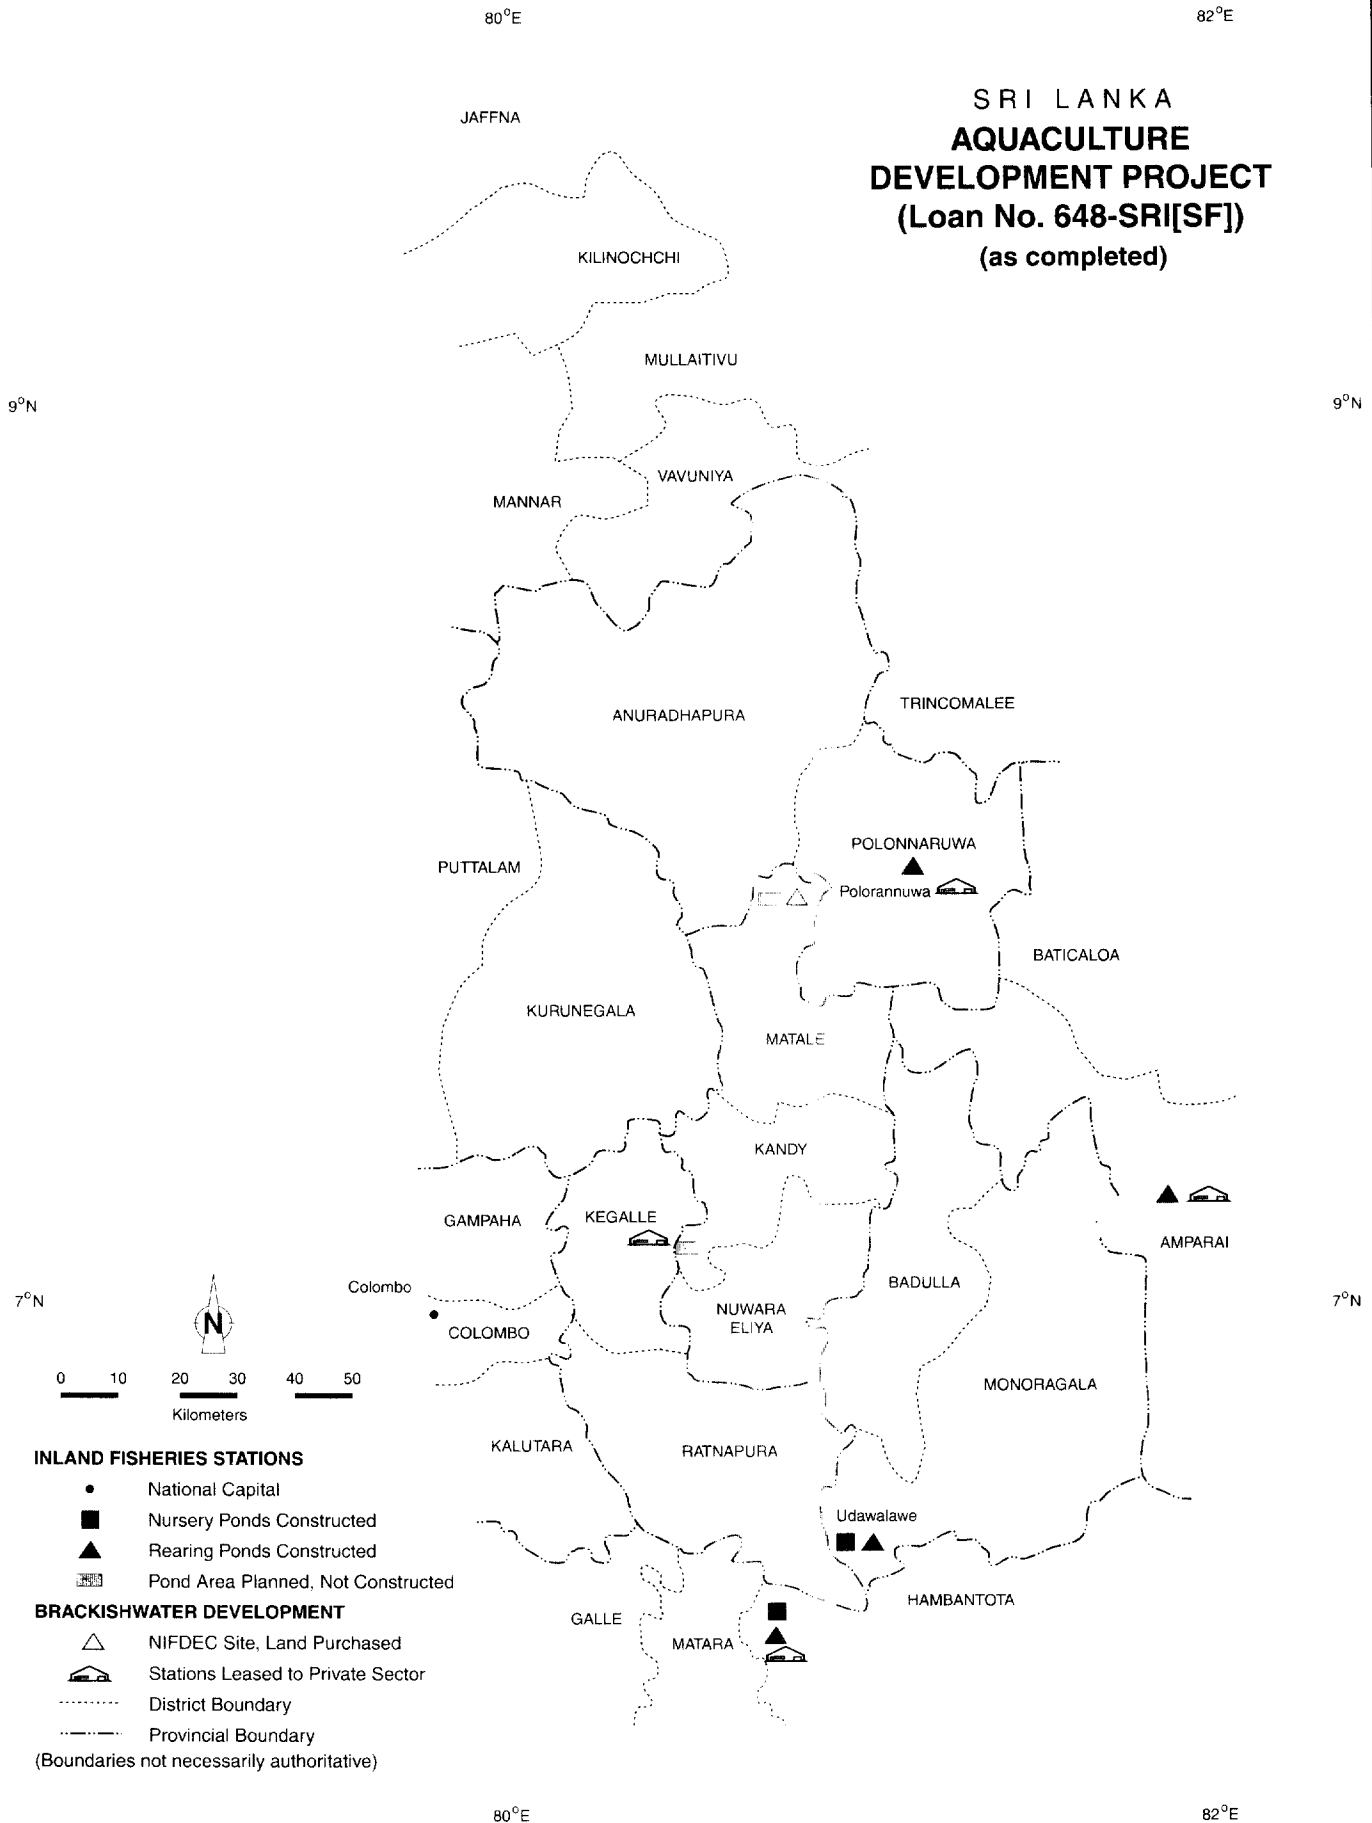 80°E
82°E
SRI LANKA
AQUACULTURE
DEVELOPMENT PROJECT
(Loan No. 648-SRI[SF])
(as completed)
JAFFNA
KILINOCHCHI
MULLAITIVU
9°N
9°N
VAVUNIYA
MANNAR
TRINCOMALEE
ANURADHAPURA
POLONNARUWA
PUTTALAM
Polorannuwa
BATICALOA
KURUNEGALA
MATALE
KANDY
GAMPAHA
KEGALLE
AMPARAI
BADULLA
Colombo
7°N
7°N
NUWARA
ELIYA
N
COLOMBO
MONORAGALA
0 10 20 30 40 50
Kilometers
KALUTARA
RATNAPURA
INLAND FISHERIES STATIONS
National Capital
Nursery Ponds Constructed
Rearing Ponds Constructed
Pond Area Planned, Not Constructed
BRACKISHWATER DEVELOPMENT
NIFDEC Site, Land Purchased
Stations Leased to Private Sector
District Boundary
Provincial Boundary
(Boundaries not necessarily authoritative)
Udawalawe
HAMBANTOTA
GALLE
MATARA
80°E
82°E